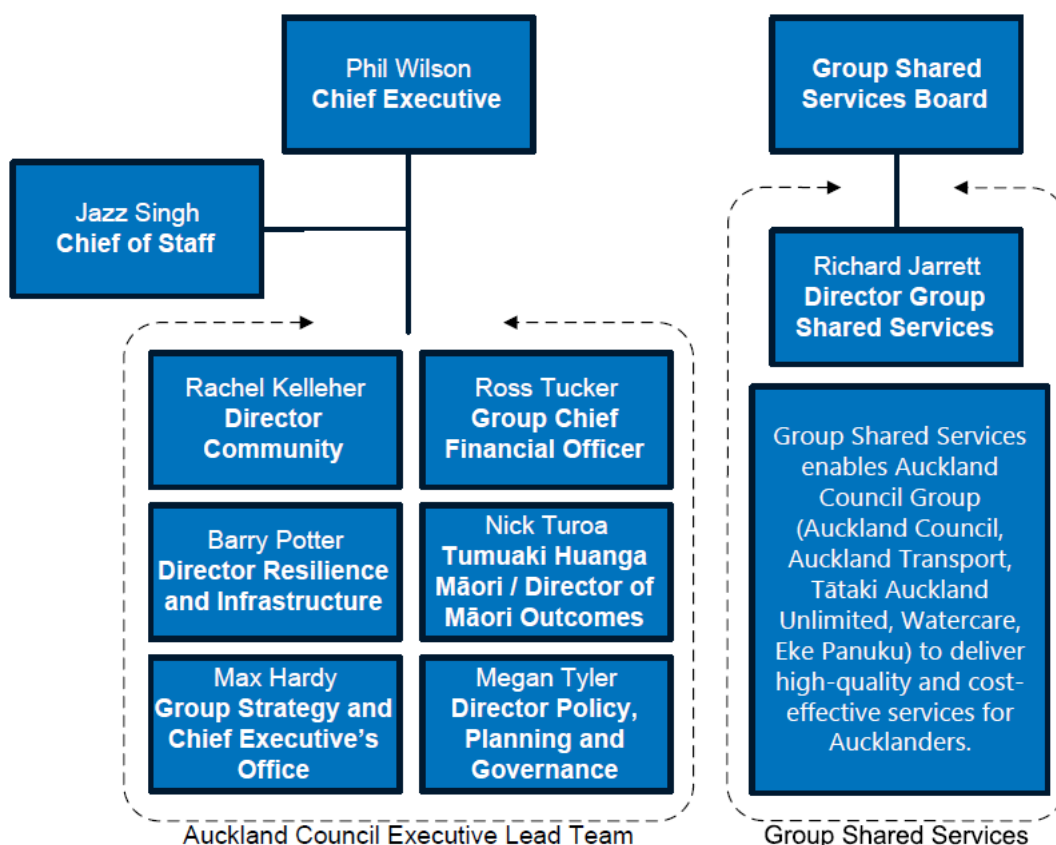 Phil Wilson
Chief Executive
Group Shared
Services Board
Jazz Singh
Chief of Staff
Richard Jarrett
Director Group
Shared Services
Rachel Kelleher
Director
Community
Ross Tucker
Group Chief
Financial Officer
Barry Potter
Director Resilience
and Infrastructure
Nick Turoa
Tumuaki Huanga
Māori / Director of
Māori Outcomes
Max Hardy
Group Strategy and
Chief Executive's
Office
Megan Tyler
Director Policy,
Planning and
Governance
Group Shared Services
enables Auckland
Council Group
(Auckland Council,
Auckland Transport,
Tātaki Auckland
Unlimited, Watercare,
Eke Panuku) to deliver
high-quality and cost-
effective services for
Aucklanders.
Auckland Council Executive Lead Team
Group Shared Services